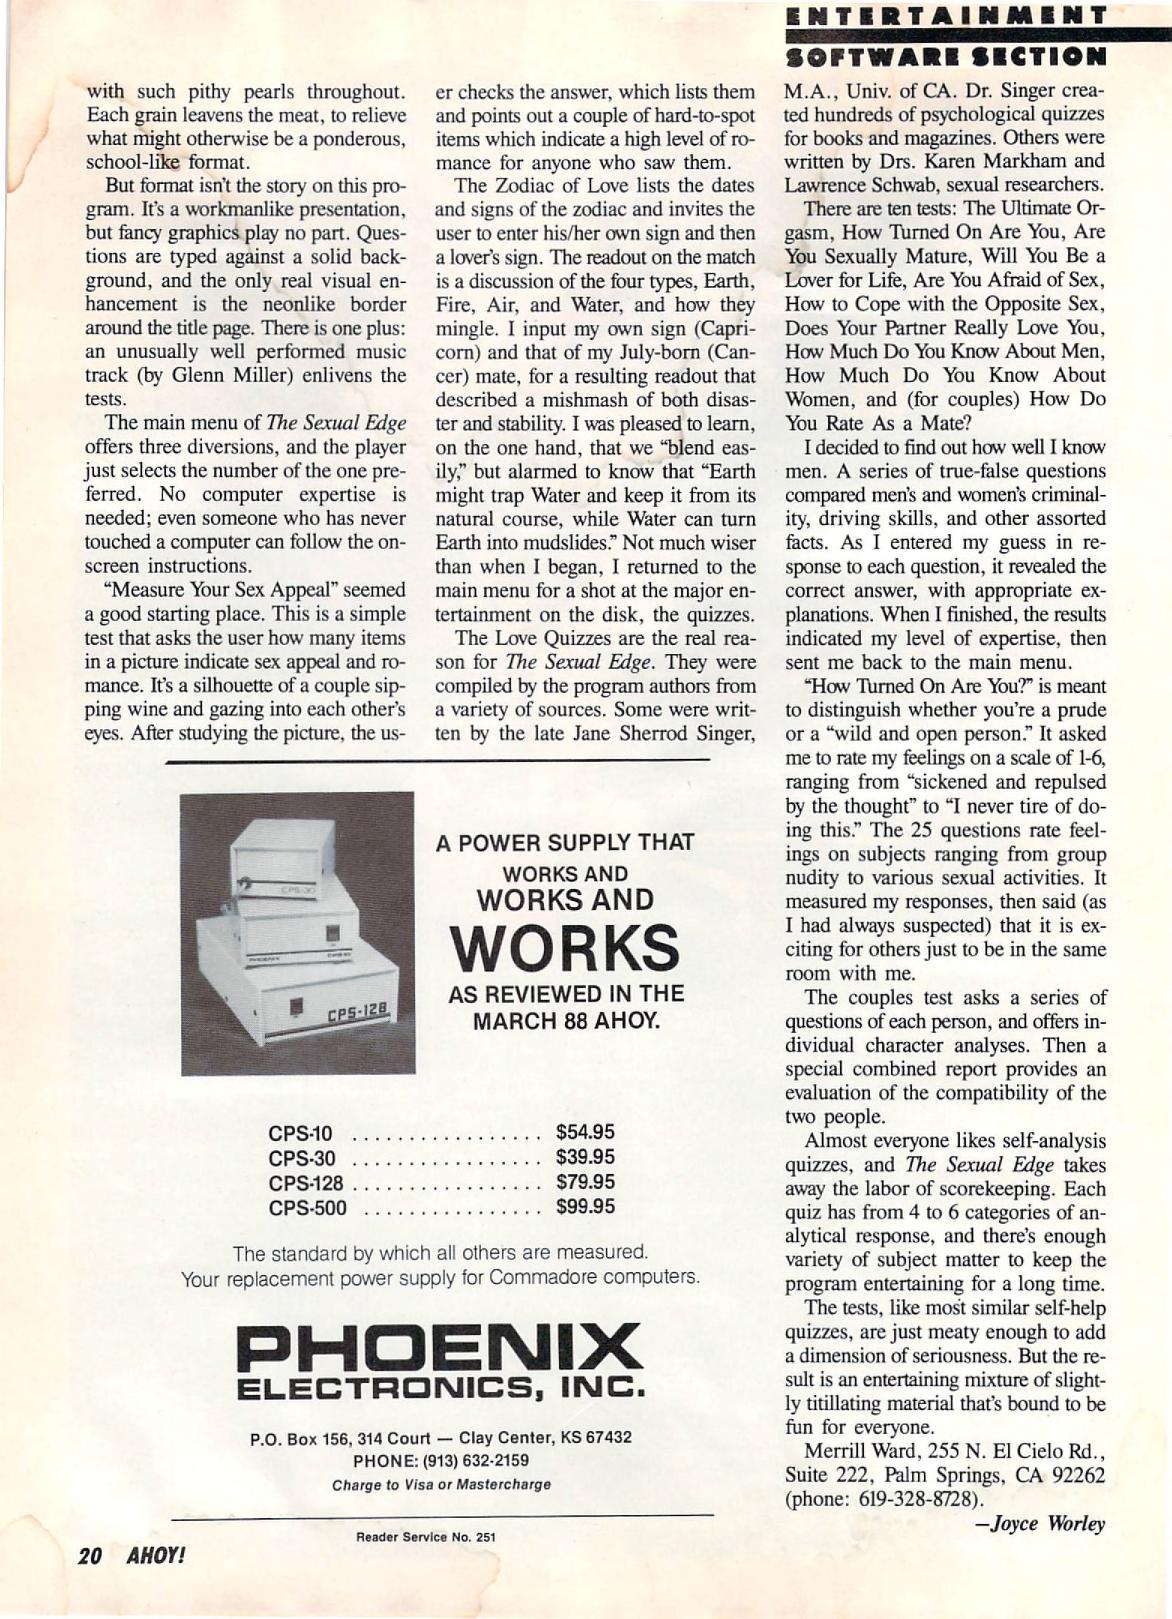 ENTERTAINMENT
SOFTWARE SECTION
with such pithy pearls throughout.
Each grain leavens the meat, to relieve
what might otherwise be a ponderous,
school-like format.
But format isn't the story on this pro-
gram. It's a workmanlike presentation,
but fancy graphics play no part. Ques-
tions are typed against a solid back-
ground, and the only real visual en-
hancement is the neonlike border
around the title page. There is one plus:
an unusually well performed music
track (by Glenn Miller) enlivens the
tests.
The main menu of The Sexual Edge
offers three diversions, and the player
just selects the number of the one pre-
ferred. No computer expertise is
needed; even someone who has never
touched a computer can follow the on-
screen instructions.
"Measure Your Sex Appeal" seemed
a good starting place. This is a simple
test that asks the user how many items
in a picture indicate sex appeal and ro-
mance. It's a silhouette of a couple sip-
ping wine and gazing into each other's
eyes. After studying the picture, the us-
er checks the answer, which lists them
and points out a couple of hard-to-spot
items which indicate a high level of ro-
mance for anyone who saw them.
The Zodiac of Love lists the dates
and signs of the zodiac and invites the
user to enter his/her own sign and then
a lover's sign. The readout on the match
is a discussion of the four types, Earth,
Fire, Air, and Water, and how they
mingle. I input my own sign (Capri-
corn) and that of my July-born (Can-
cer) mate, for a resulting readout that
described a mishmash of both disas-
ter and stability. I was pleased to learn,
on the one hand, that we "blend eas-
ily," but alarmed to know that "Earth
might trap Water and keep it from its
natural course, while Water can turn
Earth into mudslides." Not much wiser
than when I began, I returned to the
main menu for a shot at the major en-
tertainment on the disk, the quizzes.
The Love Quizzes are the real rea-
son for The Sexual Edge. They were
compiled by the program authors from
a variety of sources. Some were writ-
ten by the late Jane Sherrod Singer,
M.A., Univ. of CA. Dr. Singer crea-
ted hundreds of psychological quizzes
for books and magazines. Others were
written by Drs. Karen Markham and
Lawrence Schwab, sexual researchers.
There are ten tests: The Ultimate Or-
gasm, How Turned On Are You, Are
You Sexually Mature, Will You Be a
Lover for Life, Are You Afraid of Sex,
How to Cope with the Opposite Sex,
Does Your Partner Really Love You,
How Much Do You Know About Men,
How Much Do You Know About
Women, and (for couples) How Do
You Rate As a Mate?
I decided to find out how well I know
men. A series of true-false questions
compared men's and women's criminal-
ity, driving skills, and other assorted
facts. As I entered my guess in re-
sponse to each question, it revealed the
correct answer, with appropriate ex-
planations. When I finished, the results
indicated my level of expertise, then
sent me back to the main menu.
"How Turned On Are You?" is meant
to distinguish whether you're a prude
or a "wild and open person." It asked
me to rate my feelings on a scale of 1-6,
ranging from "sickened and repulsed
by the thought" to "I never tire of do-
ing this." The 25 questions rate feel-
ings on subjects ranging from group
nudity to various sexual activities. It
measured my responses, then said (as
I had always suspected) that it is ex-
citing for others just to be in the same
room with me.
The couples test asks a series of
questions of each person, and offers in-
dividual character analyses. Then a
special combined report provides an
evaluation of the compatibility of the
two people.
Almost everyone likes self-analysis
quizzes, and The Sexual Edge takes
away the labor of scorekeeping. Each
quiz has from 4 to 6 categories of an-
alytical response, and there's enough
variety of subject matter to keep the
program entertaining for a long time.
The tests, like most similar self-help
quizzes, are just meaty enough to add
a dimension of seriousness. But the re-
sult is an entertaining mixture of slight-
ly titillating material that's bound to be
fun for everyone.
Merrill Ward, 255 N. El Cielo Rd.,
Suite 222, Palm Springs, CA 92262
(phone: 619-328-8728).
—Joyce Worley
CPS-30
PHOENIX
CPS-128
A POWER SUPPLY THAT
WORKS AND
WORKS AND
WORKS
AS REVIEWED IN THE
MARCH 88 AHOY.
CPS-10 ................. $54.95
CPS-30 ................. $39.95
CPS-128 ................. $79.95
CPS-500 ................ $99.95
The standard by which all others are measured.
Your replacement power supply for Commadore computers.
PHOENIX
ELECTRONICS, INC.
P.O. Box 156, 314 Court — Clay Center, KS 67432
PHONE: (913) 632-2159
Charge to Visa or Mastercharge
Reader Service No. 251
20 AHOY!